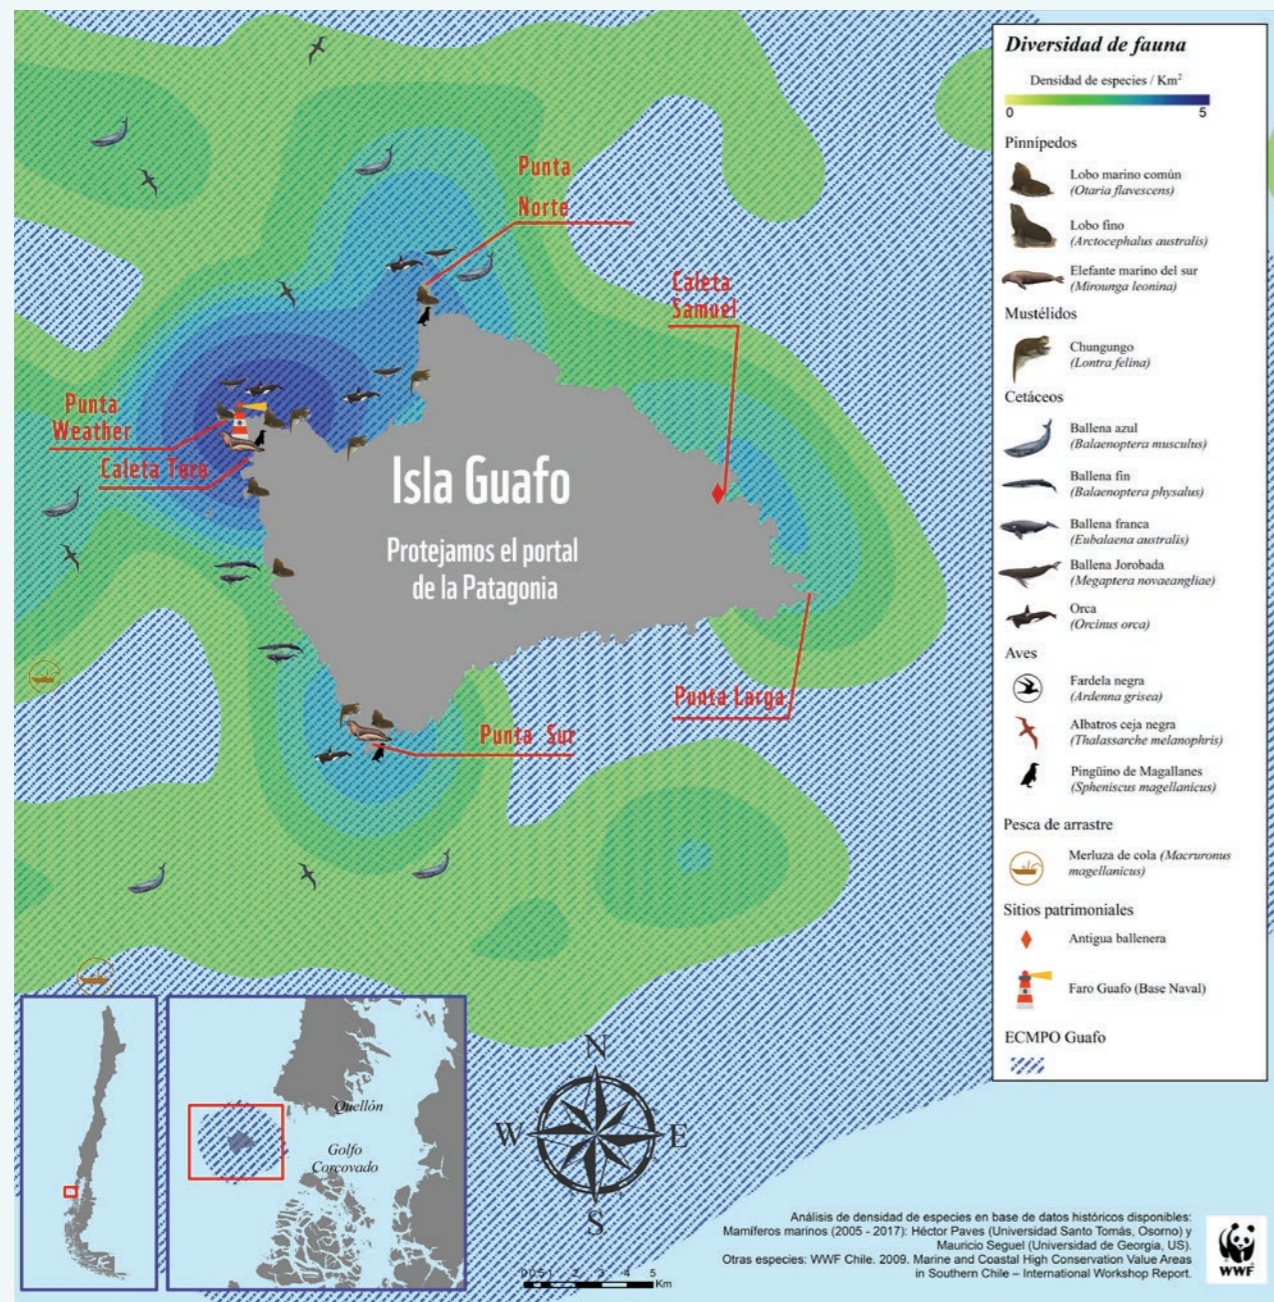 Punta
Norte
Caleta
Samuel
Punta
Weather
Caleta Toro
Isla Guafo
Protejamos el portal
de la Patagonia
Punta Larga
Punta Sur
Diversidad de fauna
Densidad de especies / Km²
0 5
Pinnípedos
Lobo marino común
(Otaria flavescens)
Lobo fino
(Arctocephalus australis)
Elefante marino del sur
(Mirounga leonina)
Mustélidos
Chungungo
(Lontra felina)
Cetáceos
Ballena azul
(Balaenoptera musculus)
Ballena fin
(Balaenoptera physalus)
Ballena franca
(Eubalaena australis)
Ballena Jorobada
(Megaptera novaeangliae)
Orca
(Orcinus orca)
Aves
Fardela negra
(Ardenna grisea)
Albatros ceja negra
(Thalassarche melanophris)
Pingüino de Magallanes
(Spheniscus magellanicus)
Pesca de arrastre
Merluza de cola (Macruronus
magellanicus)
Sitios patrimoniales
Antigua ballenera
Faro Guafo (Base Naval)
ECMPO Guafo
Quellón
Golfo
Corcovado
N
W E
S
0 0.5 1 2 3 4 5
Km
Análisis de densidad de especies en base de datos históricos disponibles:
Mamíferos marinos (2005 - 2017): Héctor Paves (Universidad Santo Tomás, Osorno) y
Mauricio Seguel (Universidad de Georgia, US).
Otras especies: WWF Chile. 2009. Marine and Coastal High Conservation Value Areas
in Southern Chile – International Workshop Report.
WWF